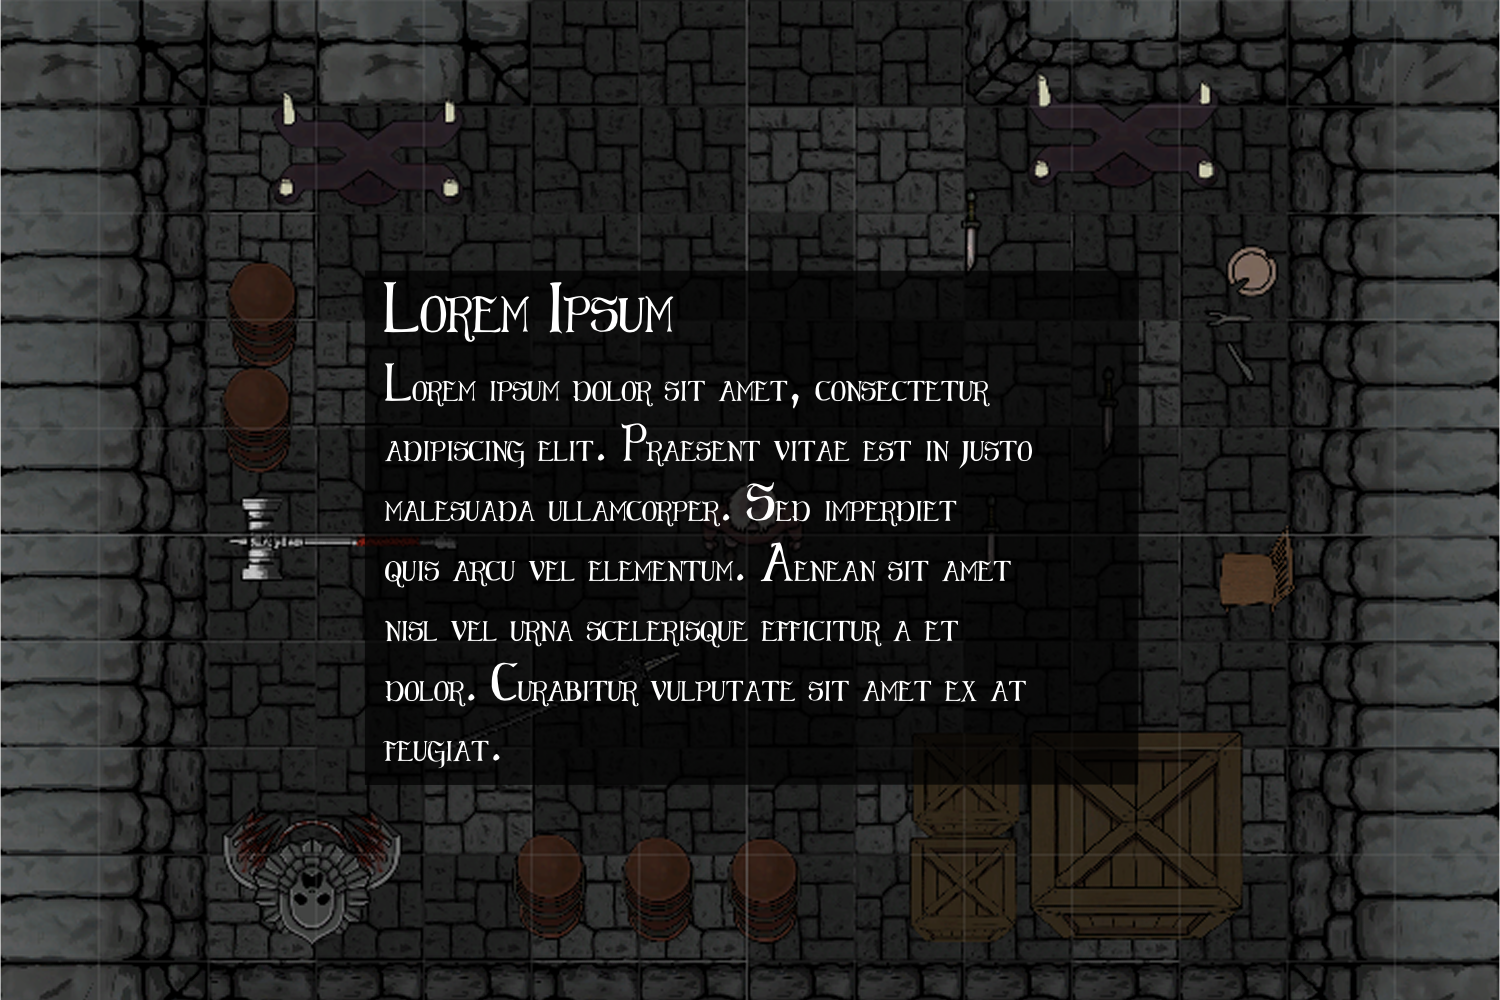 Lorem Ipsum
Lorem ipsum dolor sit amet, consectetur
adipiscing elit. Praesent vitae est in justo
malesuada ullamcorper. Sed imperdiet
quis arcu vel elementum. Aenean sit amet
nisl vel urna scelerisque efficitur a et
dolor. Curabitur vulputate sit amet ex at
feugiat.